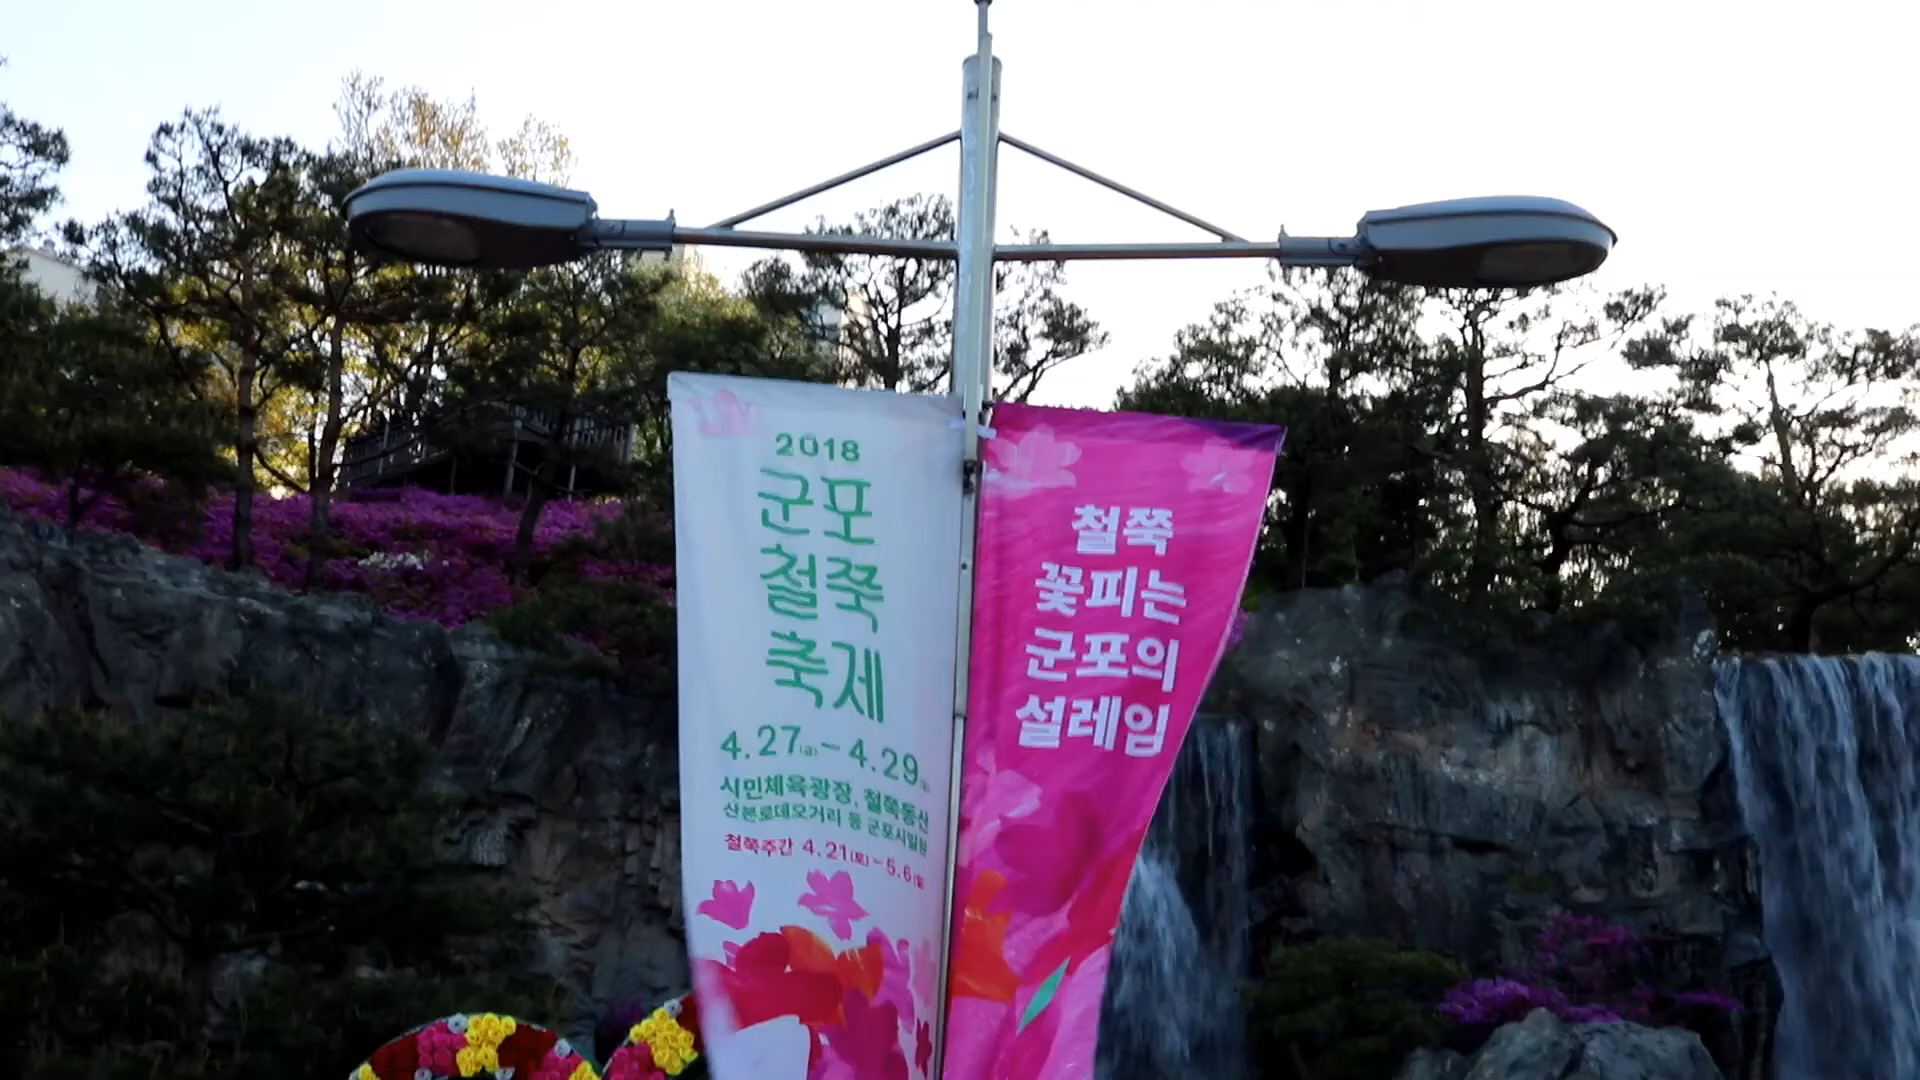 2018
군포
철쭉
축제
4.27(금)-4.29
시민체육광장, 철쭉동산
산본로데오거리 등 군포시일원
철쭉주간 4.21(토)-5.6
철쭉
꽃피는
군포의
설레임